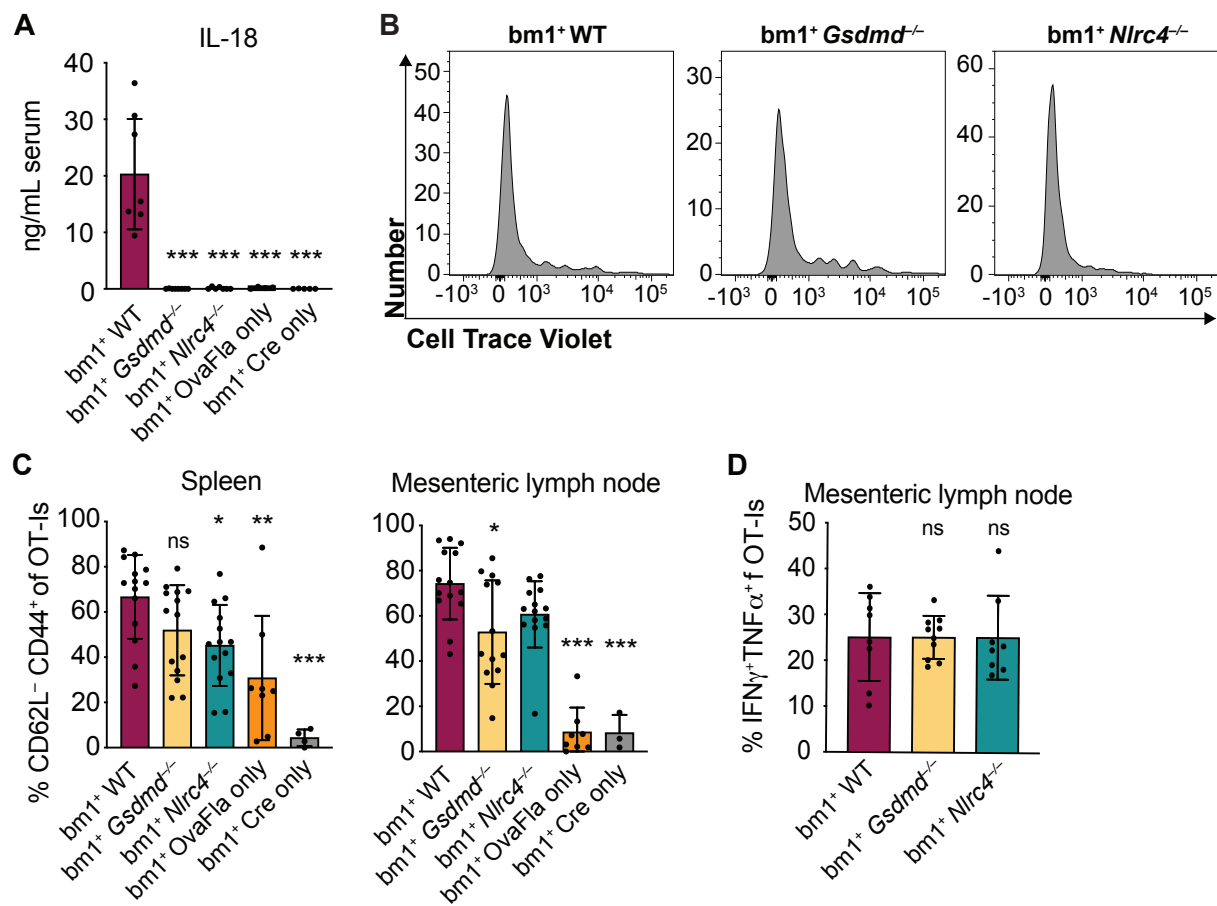 A
IL-18
ng/mL serum
40
30
20
10
0
***
***
***
***
bm1⁺ WT
bm1⁺ Gsdmd⁻/⁻
bm1⁺ Nlrc4⁻/⁻
bm1⁺ OvaFla only
bm1⁺ Cre only
B
bm1⁺ WT
bm1⁺ Gsdmd⁻/⁻
bm1⁺ Nlrc4⁻/⁻
Number
50
40
30
20
10
0
-10³ 0 10³ 10⁴ 10⁵
30
20
10
0
-10³ 0 10³ 10⁴ 10⁵
60
40
20
0
-10³ 0 10³ 10⁴ 10⁵
Cell Trace Violet
C
Spleen
% CD62L⁻ CD44⁺ of OT-Is
100
80
60
40
20
0
ns
*
**
***
bm1⁺ WT
bm1⁺ Gsdmd⁻/⁻
bm1⁺ Nlrc4⁻/⁻
bm1⁺ OvaFla only
bm1⁺ Cre only
Mesenteric lymph node
100
80
60
40
20
0
*
***
***
bm1⁺ WT
bm1⁺ Gsdmd⁻/⁻
bm1⁺ Nlrc4⁻/⁻
bm1⁺ OvaFla only
bm1⁺ Cre only
D
Mesenteric lymph node
% IFNγ⁺TNFα⁺f OT-Is
50
40
30
20
10
0
ns
ns
bm1⁺ WT
bm1⁺ Gsdmd⁻/⁻
bm1⁺ Nlrc4⁻/⁻